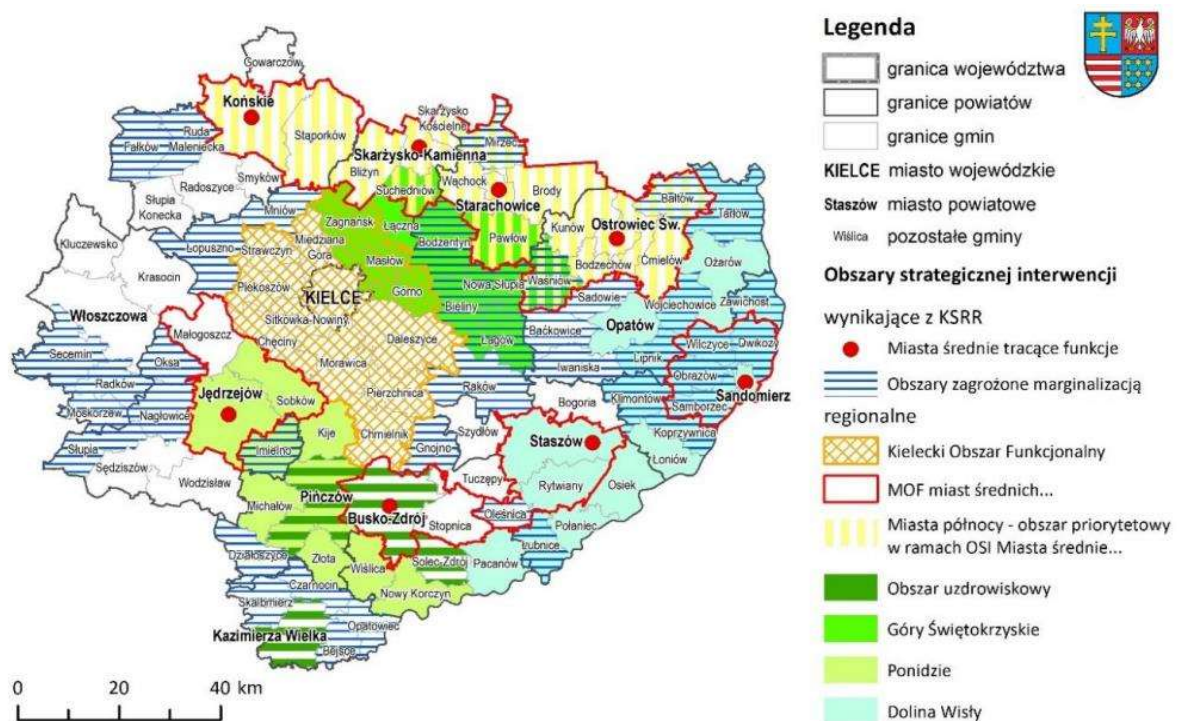 Gowarczów
Końskie
Stąporków
Skarżysko
Kościelne
Ruda
Maleniecka
Fałków
Skarżysko-Kamienna
Mirzec
Bliżyn
Smyków
Radoszyce
Suchedniów
Wąchock
Brody
Słupia
Konecka
Mniów
Zagnańsk
Łączna
Starachowice
Bałtów
Tarłów
Kluczewsko
Łopuszno
Strawczyn
Miedziana
Góra
Bodzentyn
Pawłów
Kunów
Ostrowiec Św.
Krasocin
Masłów
Bodzechów
Ćmielów
Ożarów
Piekoszów
KIELCE
Górno
Nowa Słupia
Waśniów
Bieliny
Sadowie
Wojciechowice
Zawichost
Włoszczowa
Małogoszcz
Sitkówka-Nowiny
Chęciny
Daleszyce
Łagów
Baćkowice
Opatów
Secemin
Oksa
Morawica
Lipnik
Wilczyce
Dwikozy
Radków
Jędrzejów
Sobków
Pierzchnica
Raków
Iwaniska
Obrazów
Sandomierz
Moskorzew
Nagłowice
Bogoria
Klimontów
Samborzec
Słupia
Imielno
Kije
Chmielnik
Gnojno
Szydłów
Staszów
Koprzywnica
Sędziszów
Wodzisław
Łoniów
Pińczów
Tuczępy
Rytwiany
Osiek
Michałów
Busko-Zdrój
Stopnica
Oleśnica
Połaniec
Działoszyce
Złota
Wiślica
Solec-Zdrój
Pacanów
Łubnice
Czarnocin
Nowy Korczyn
Skalbmierz
Kazimierza Wielka
Opatowiec
Bejsce
0 20 40 km
Legenda
granica województwa
granice powiatów
granice gmin
KIELCE miasto wojewódzkie
Staszów miasto powiatowe
Wiślica pozostałe gminy
Obszary strategicznej interwencji
wynikające z KSRR
Miasta średnie tracące funkcje
Obszary zagrożone marginalizacją
regionalne
Kielecki Obszar Funkcjonalny
MOF miast średnich...
Miasta północy - obszar priorytetowy
w ramach OSI Miasta średnie...
Obszar uzdrowiskowy
Góry Świętokrzyskie
Ponidzie
Dolina Wisły